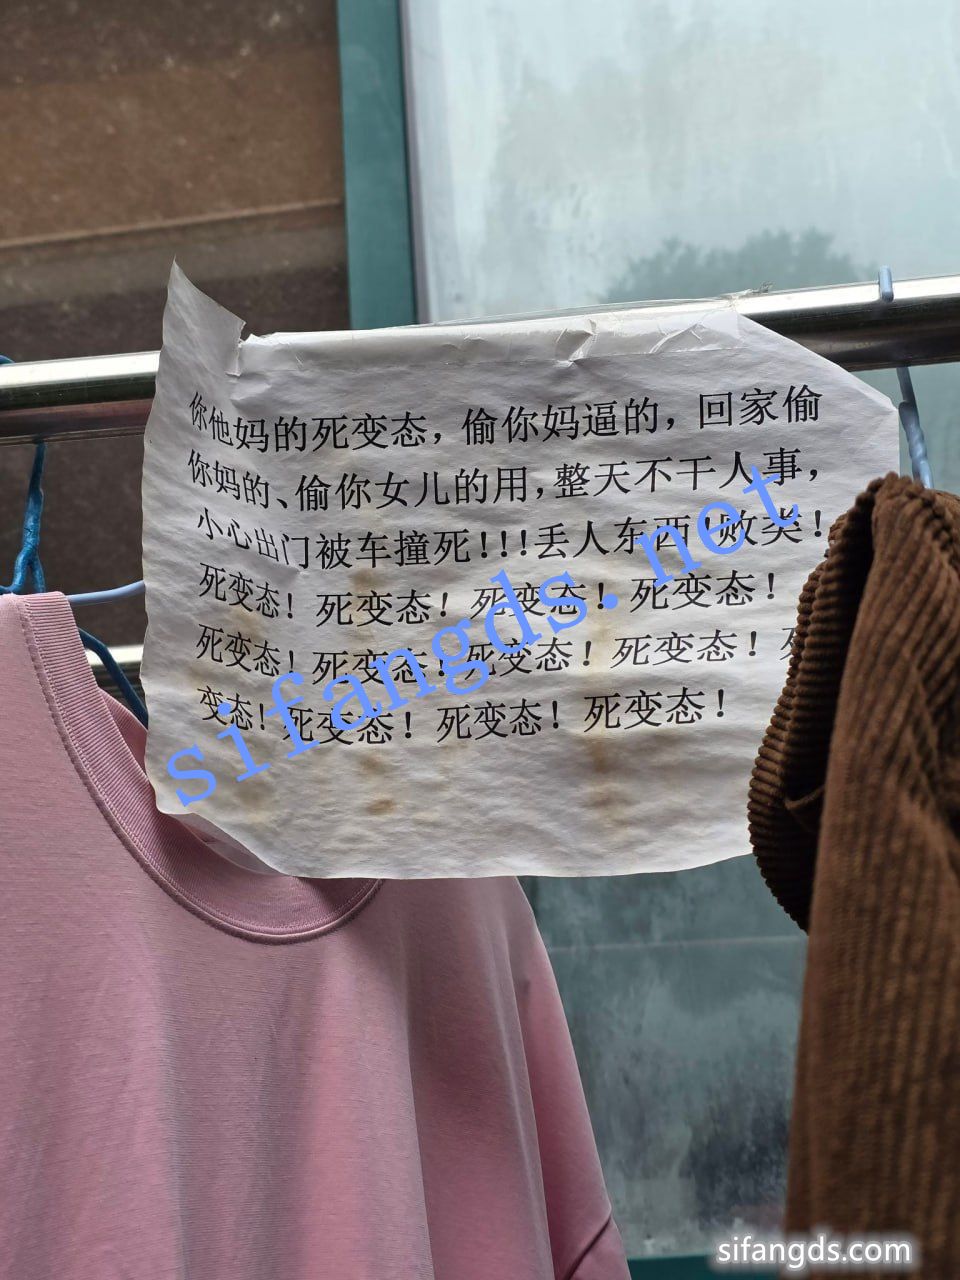 你他妈的死变态，偷你妈逼的，回家偷
你妈的、偷你女儿的用，整天不干人事，
小心出门被车撞死！！！丢人东西！败类！
死变态！死变态！死变态！死变态！
死变态！死变态！死变态！死变态！死
变态！死变态！死变态！死变态！
sifangds.net
sifangds.com